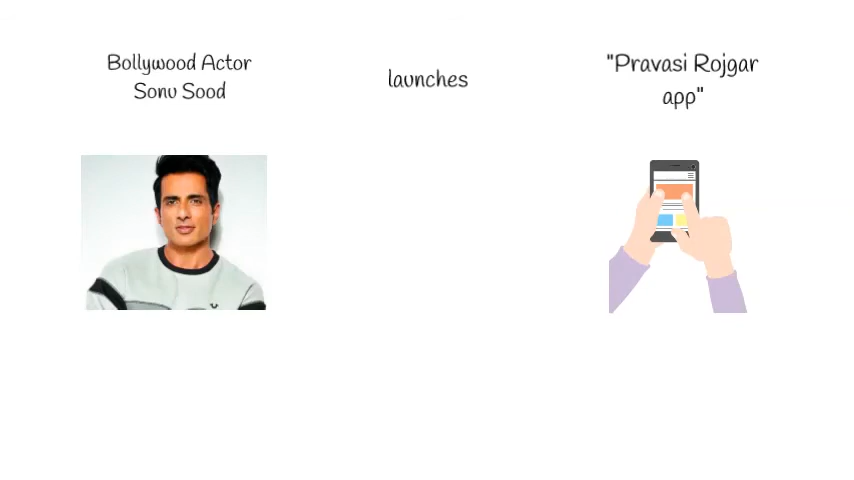 Bollywood Actor
Sonu Sood
launches
"Pravasi Rojgar
app"